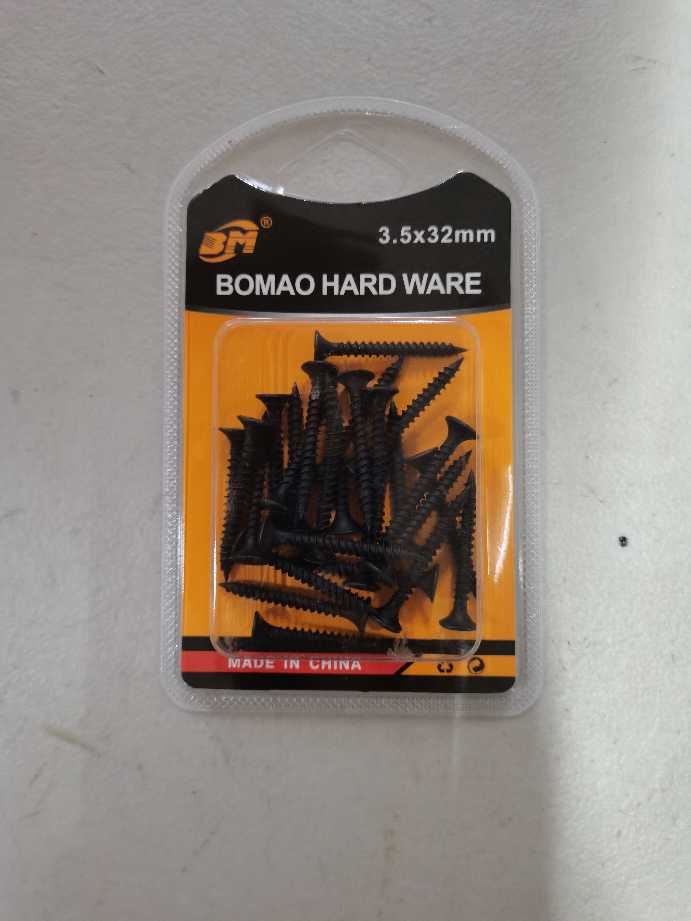 BM®
3.5x32mm
BOMAO HARD WARE
MADE IN CHINA